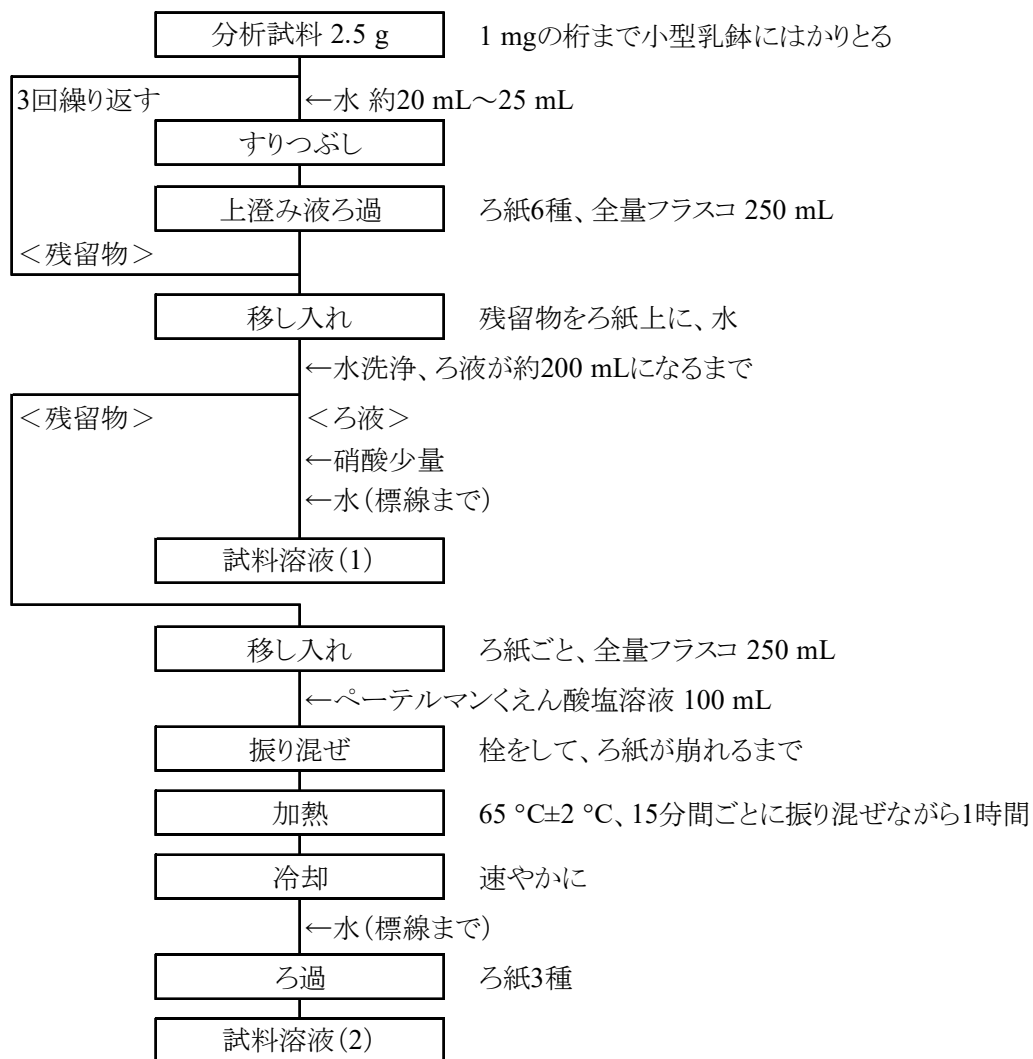 分析試料 2.5 g 1 mgの桁まで小型乳鉢にはかりとる
3回繰り返す ←水 約20 mL～25 mL
すりつぶし
上澄み液ろ過 ろ紙6種、全量フラスコ 250 mL
＜残留物＞
移し入れ 残留物をろ紙上に、水
←水洗浄、ろ液が約200 mLになるまで
＜残留物＞ ＜ろ液＞
←硝酸少量
←水（標線まで）
試料溶液（1）
移し入れ ろ紙ごと、全量フラスコ 250 mL
←ペーテルマンくえん酸塩溶液 100 mL
振り混ぜ 栓をして、ろ紙が崩れるまで
加熱 65 °C±2 °C、15分間ごとに振り混ぜながら1時間
冷却 速やかに
←水（標線まで）
ろ過 ろ紙3種
試料溶液（2）